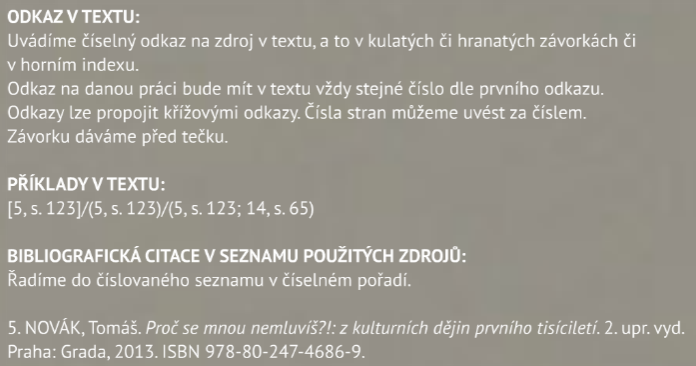 ODKAZ V TEXTU:
Uvádíme číselný odkaz na zdroj v textu, a to v kulatých či hranatých závorkách či
v horním indexu.
Odkaz na danou práci bude mít v textu vždy stejné číslo dle prvního odkazu.
Odkazy lze propojit křížovými odkazy. Čísla stran můžeme uvést za číslem.
Závorku dáváme před tečku.
PŘÍKLADY V TEXTU:
[5, s. 123]/(5, s. 123)/(5, s. 123; 14, s. 65)
BIBLIOGRAFICKÁ CITACE V SEZNAMU POUŽITÝCH ZDROJŮ:
Řadíme do číslovaného seznamu v číselném pořadí.
5. NOVÁK, Tomáš. Proč se mnou nemluvíš?!: z kulturních dějin prvního tisíciletí. 2. upr. vyd.
Praha: Grada, 2013. ISBN 978-80-247-4686-9.